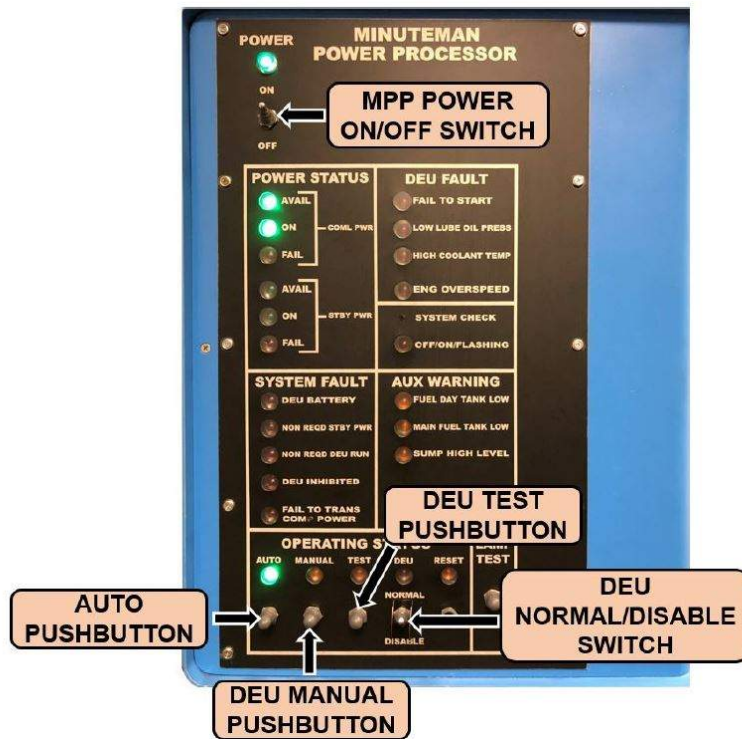 MINUTEMAN
POWER PROCESSOR
POWER
ON
OFF
MPP POWER
ON/OFF SWITCH
POWER STATUS
AVAIL
ON
FAIL
COML PWR
AVAIL
ON
FAIL
STBY PWR
DEU FAULT
FAIL TO START
LOW LUBE OIL PRESS
HIGH COOLANT TEMP
ENG OVERSPEED
SYSTEM CHECK
OFF/ON/FLASHING
SYSTEM FAULT
DEU BATTERY
NON REQD STBY PWR
NON REQD DEU RUN
DEU INHIBITED
FAIL TO TRANS
POWER
AUX WARNING
FUEL DAY TANK LOW
MAIN FUEL TANK LOW
SUMP HIGH LEVEL
DEU TEST
PUSHBUTTON
OPERATING
AUTO
MANUAL
TEST
DEU
RESET
NORMAL
DISABLE
TEST
AUTO
PUSHBUTTON
DEU MANUAL
PUSHBUTTON
DEU
NORMAL/DISABLE
SWITCH